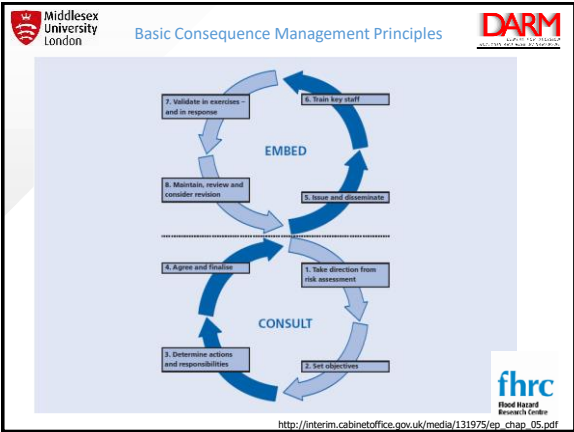 Middlesex
University
London
Basic Consequence Management Principles
DARM
7. Validate in exercises –
and in response
6. Train key staff
EMBED
8. Maintain, review and
consider revision
5. Issue and disseminate
4. Agree and finalise
1. Take direction from
risk assessment
CONSULT
3. Determine actions
and responsibilities
2. Set objectives
fhrc
Flood Hazard
Research Centre
http://interim.cabinetoffice.gov.uk/media/131975/ep_chap_05.pdf